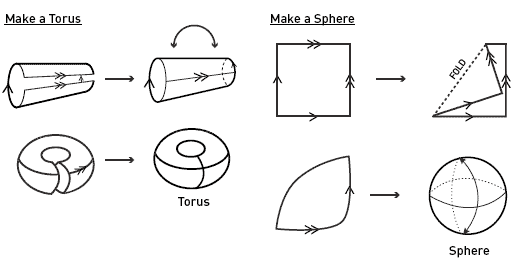 Make a Torus
Make a Sphere
FOLD
Torus
Sphere